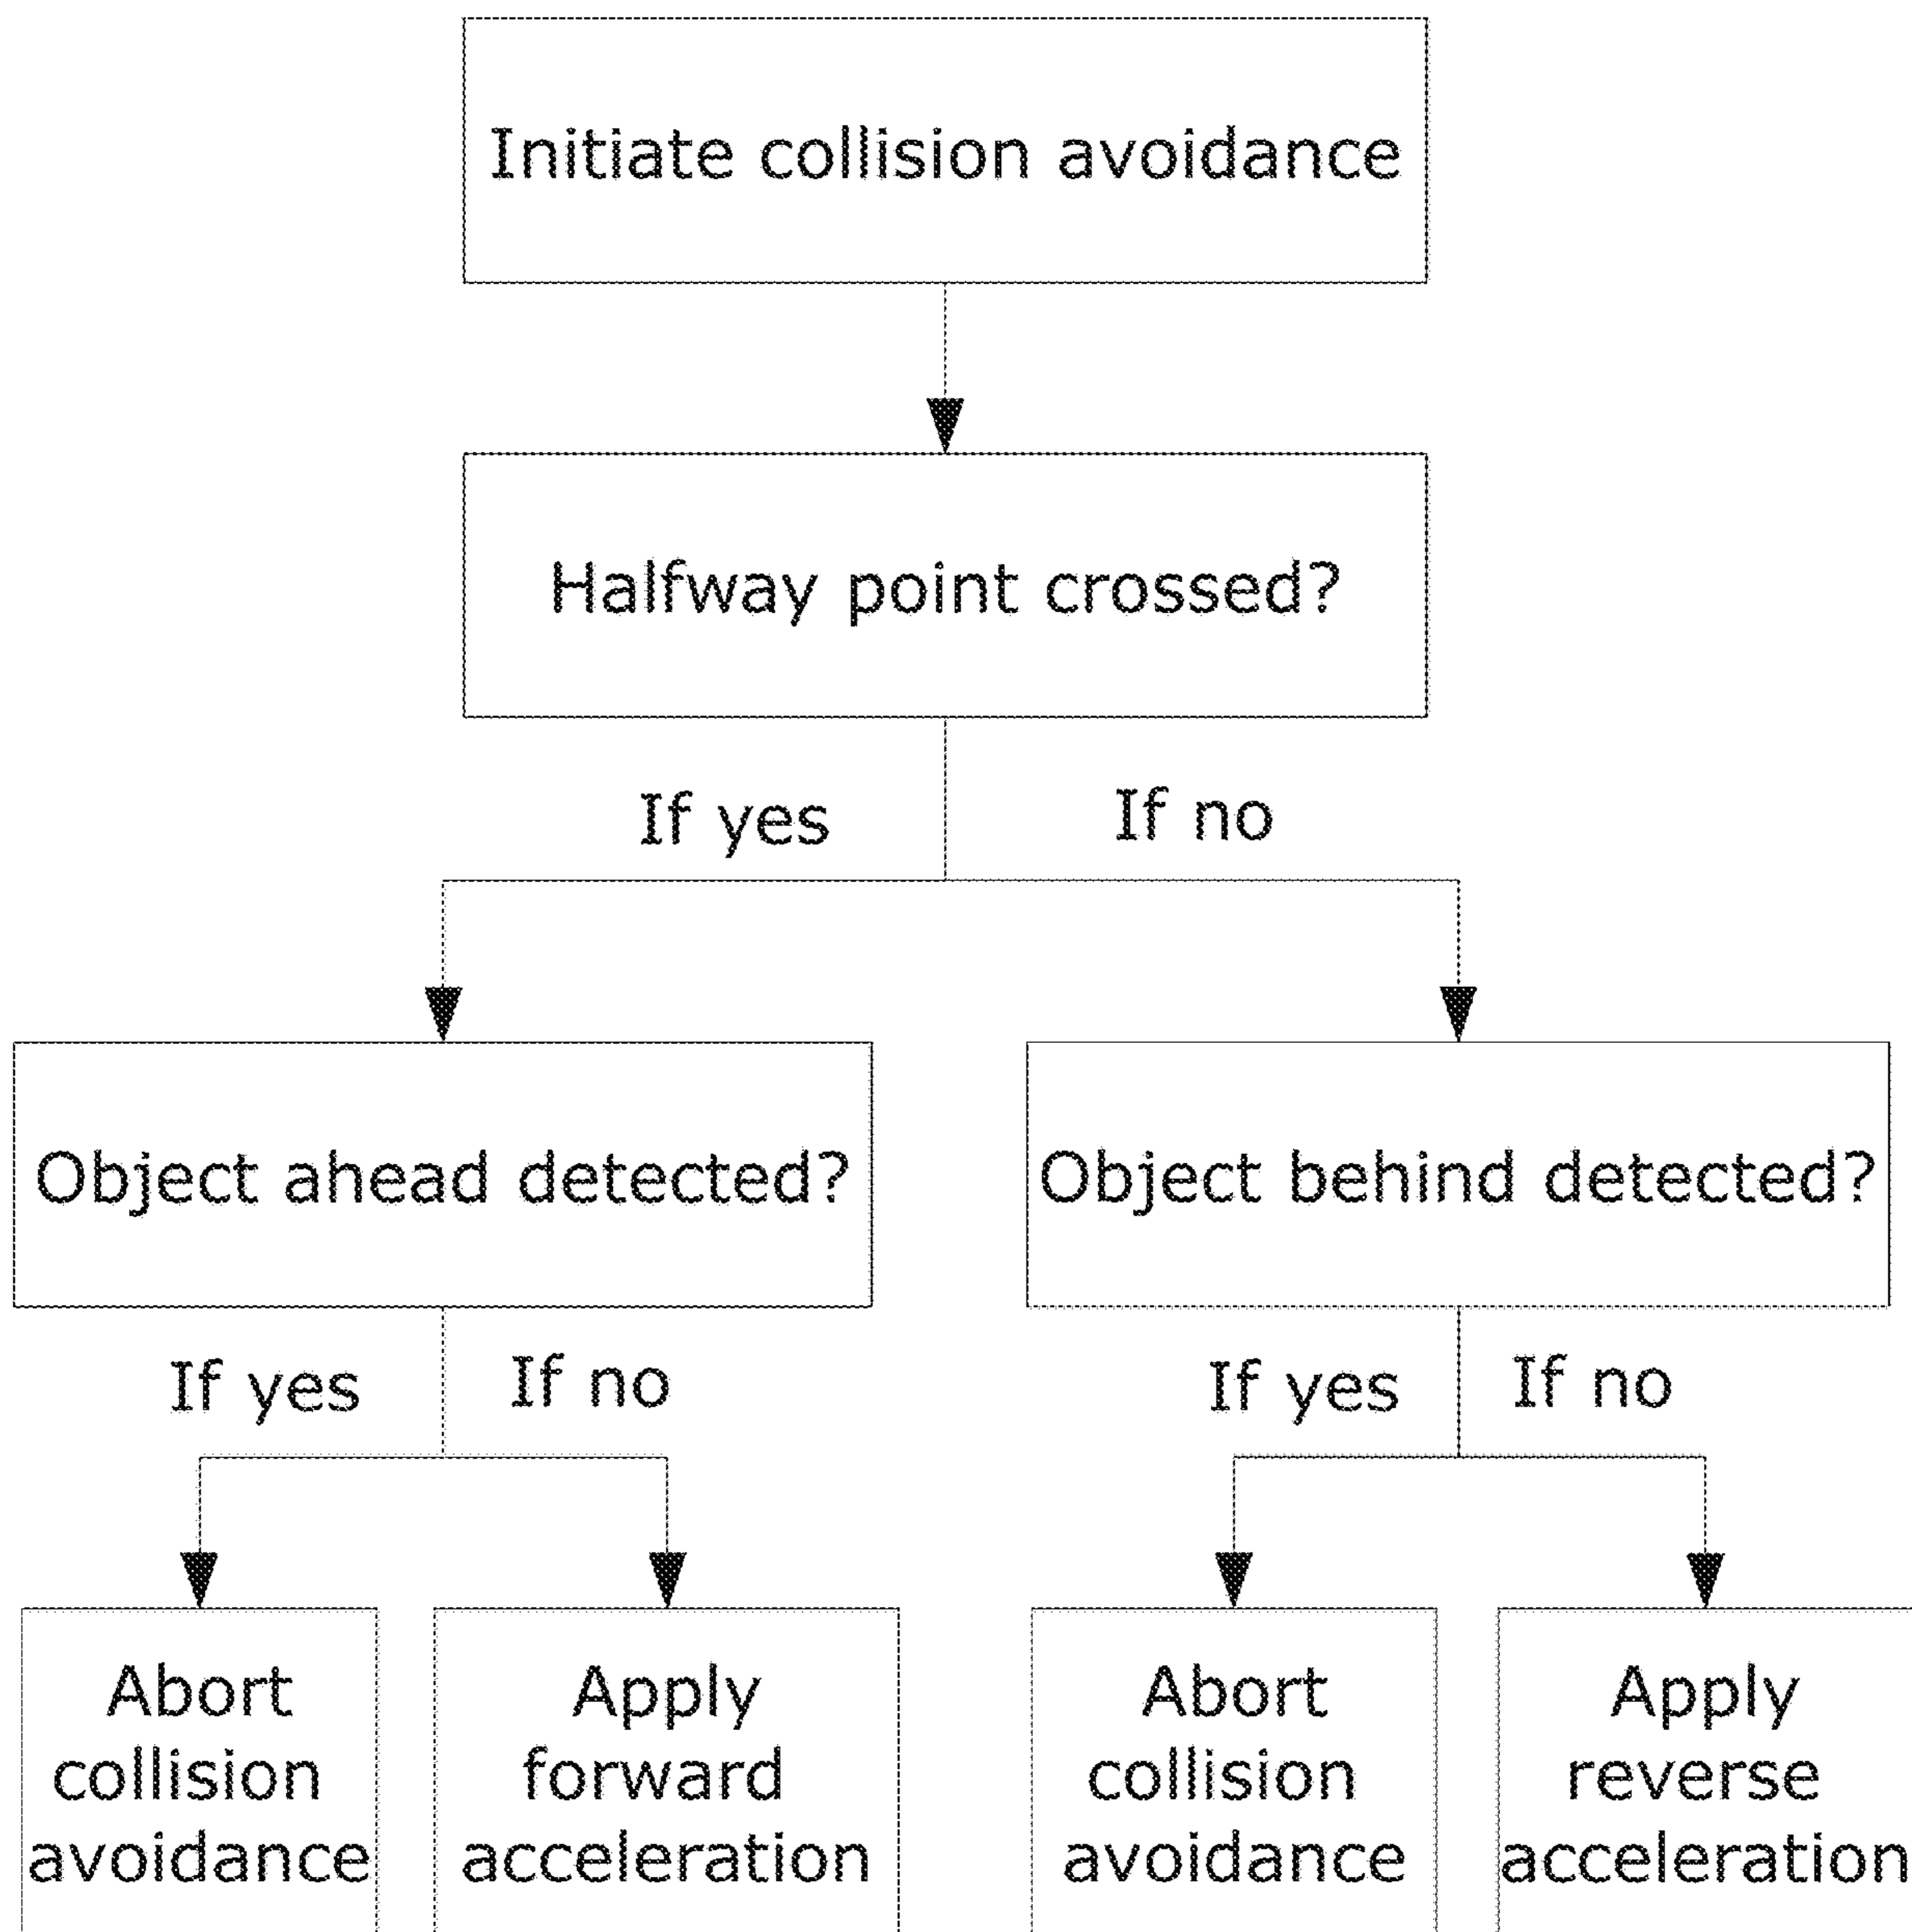 Initiate collision avoidance
Halfway point crossed?
If yes
If no
Object ahead detected?
Object behind detected?
If yes
If no
If yes
If no
Abort
collision
avoidance
Apply
forward
acceleration
Abort
collision
avoidance
Apply
reverse
acceleration